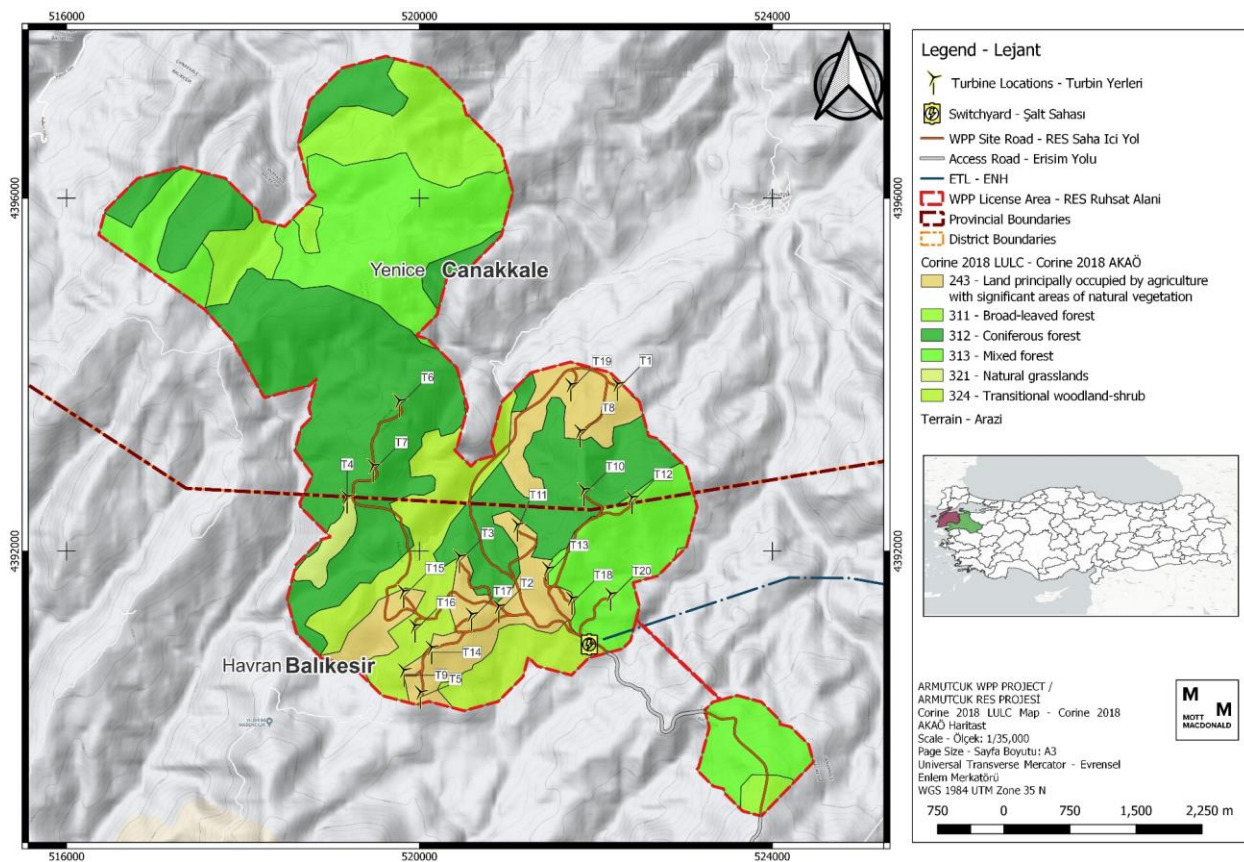 516000
520000
524000
4396000
4392000
4396000
4392000
516000
520000
524000
Yenice Canakkale
Havran Balıkesir
T19
T1
T6
T8
T7
T4
T10
T12
T11
T3
T13
T15
T2
T18
T20
T16
T17
T14
T9
T5
Legend - Lejant
Turbine Locations - Turbin Yerleri
Switchyard - Şalt Sahası
WPP Site Road - RES Saha Ici Yol
Access Road - Erisim Yolu
ETL - ENH
WPP License Area - RES Ruhsat Alani
Provincial Boundaries
District Boundaries
Corine 2018 LULC - Corine 2018 AKAÖ
243 - Land principally occupied by agriculture
with significant areas of natural vegetation
311 - Broad-leaved forest
312 - Coniferous forest
313 - Mixed forest
321 - Natural grasslands
324 - Transitional woodland-shrub
Terrain - Arazi
ARMUTCUK WPP PROJECT /
ARMUTCUK RES PROJESİ
Corine 2018 LULC Map - Corine 2018
AKAÖ Haritast
Scale - Ölçek: 1/35,000
Page Size - Sayfa Boyutu: A3
Universal Transverse Mercator - Evrensel
Enlem Merkatörü
WGS 1984 UTM Zone 35 N
M
M
MOTT
MACDONALD
750 0 750 1,500 2,250 m